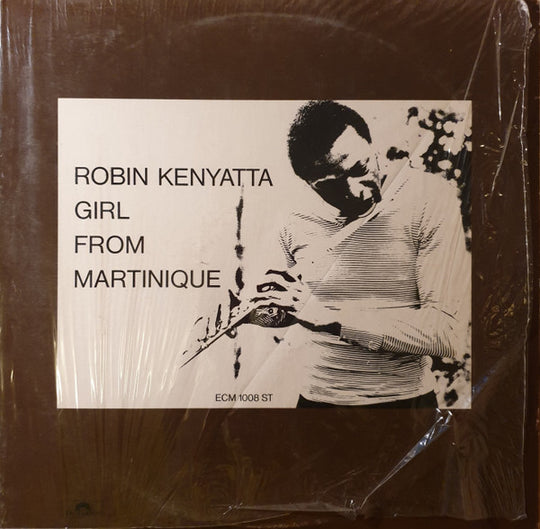 ROBIN KENYATTA
GIRL
FROM
MARTINIQUE
ECM 1008 ST